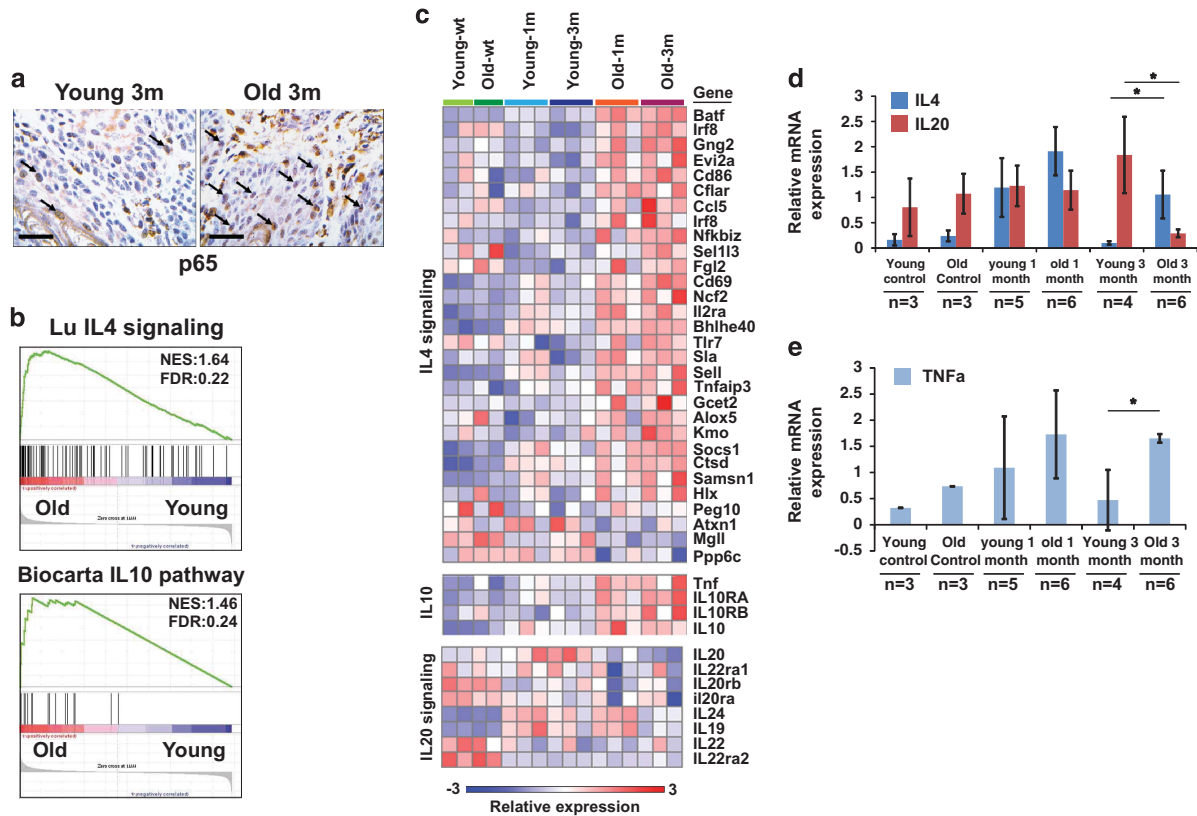 a
Young 3m
Old 3m
p65
b
Lu IL4 signaling
NES:1.64
FDR:0.22
Old
Young
Biocarta IL10 pathway
NES:1.46
FDR:0.24
Old
Young
c
Young-wt
Old-wt
Young-1m
Young-3m
Old-1m
Old-3m
Gene
IL4 signaling
Batf
Irf8
Gng2
Evi2a
Cd86
Cflar
Ccl5
Irf8
Nfkbiz
Sel1l3
Fgl2
Cd69
Ncf2
Il2ra
Bhlhe40
Tlr7
Sla
Sell
Tnfaip3
Gcet2
Alox5
Kmo
Socs1
Ctsd
Samsn1
Hlx
Peg10
Atxn1
Mgll
Ppp6c
IL10
Tnf
IL10RA
IL10RB
IL10
IL20 signaling
IL20
IL22ra1
IL20rb
il20ra
IL24
IL19
IL22
IL22ra2
-3
3
Relative expression
d
Relative mRNA
expression
3
2.5
2
1.5
1
0.5
0
IL4
IL20
*
*
Young
control
Old
Control
young 1
month
old 1
month
Young 3
month
Old 3
month
n=3
n=3
n=5
n=6
n=4
n=6
e
Relative mRNA
expression
3
2.5
2
1.5
1
0.5
0
-0.5
TNFa
*
Young
control
Old
Control
young 1
month
old 1
month
Young 3
month
Old 3
month
n=3
n=3
n=5
n=6
n=4
n=6